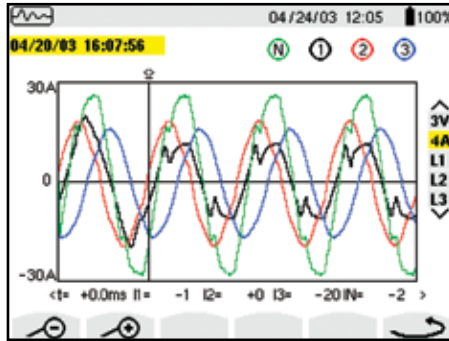 04/24/03 12:05 100%
04/20/03 16:07:56 N 1 2 3
30A
3V
4A
L1
0 L2
L3
-30A
<t= +0.0ms I1= -1 I2= +0 I3= -20 IN= -2 >